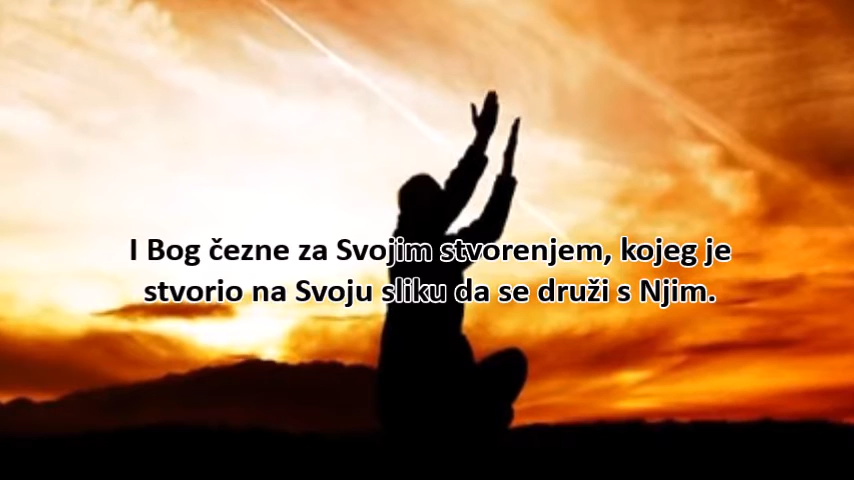 I Bog čezne za Svojim stvorenjem, kojeg je
stvorio na Svoju sliku da se druži s Njim.